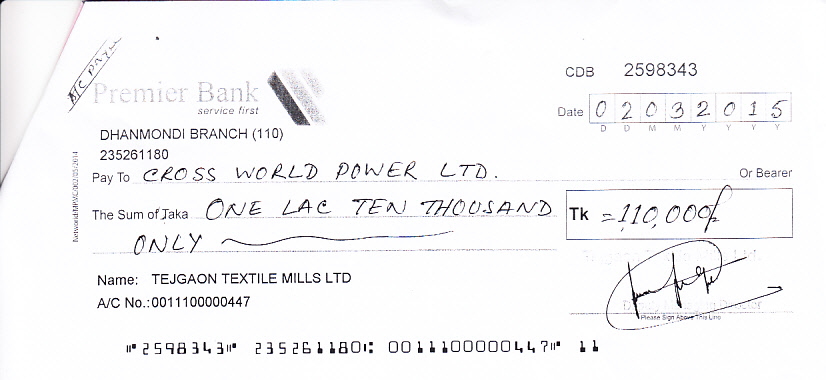 A/C payee
Premier Bank
service first
CDB 2598343
Date 02032015
D D M M Y Y Y Y
DHANMONDI BRANCH (110)
235261180
Pay To CROSS WORLD POWER LTD. Or Bearer
The Sum of Taka ONE LAC TEN THOUSAND
ONLY
Tk =110,000/-
Name: TEJGAON TEXTILE MILLS LTD
A/C No.:0011100000447
Director
Please Sign Above This Line
⑈2598343⑈ 235261180⑆ 0011100000447⑈ 11